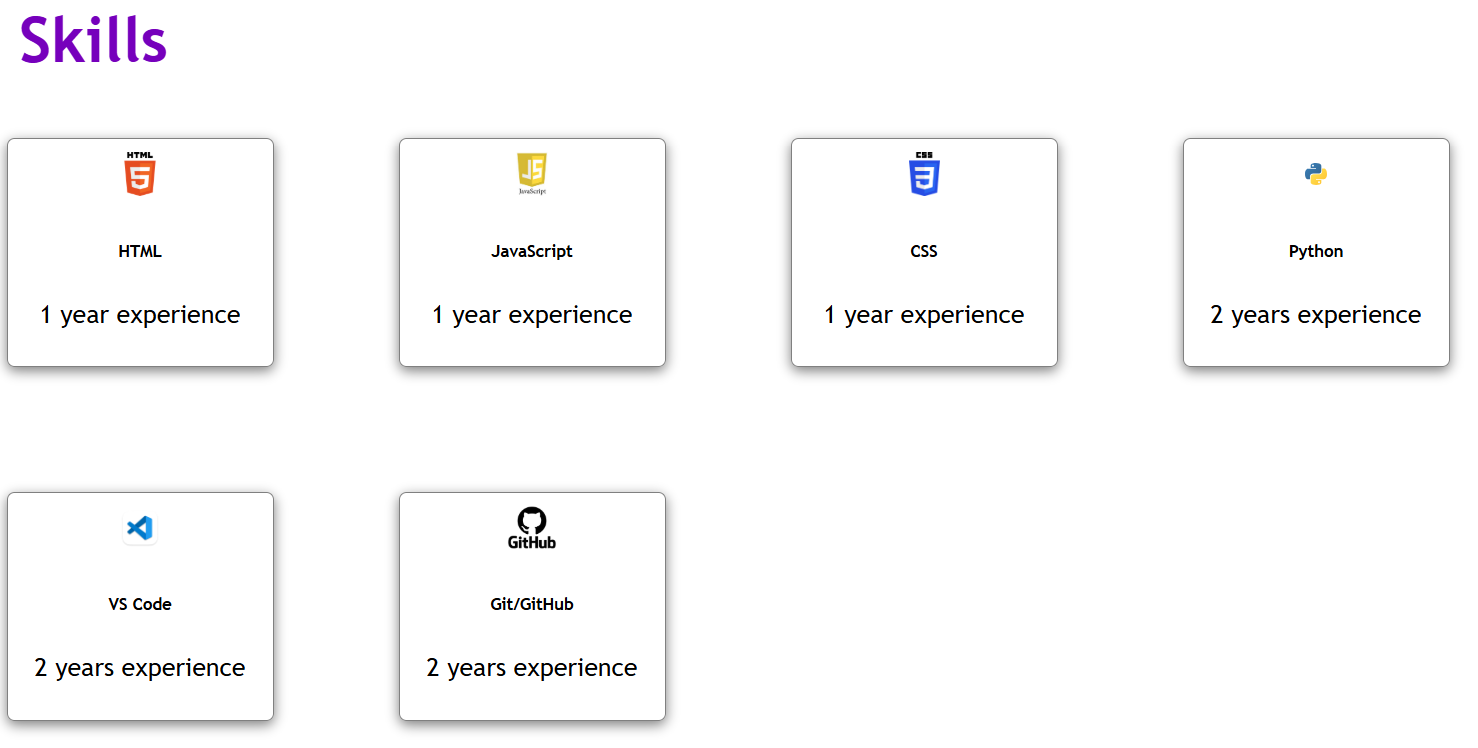 Skills
HTML
5
HTML
1 year experience
JS
JavaScript
JavaScript
1 year experience
CSS
3
CSS
1 year experience
Python
2 years experience
VS Code
2 years experience
GitHub
Git/GitHub
2 years experience